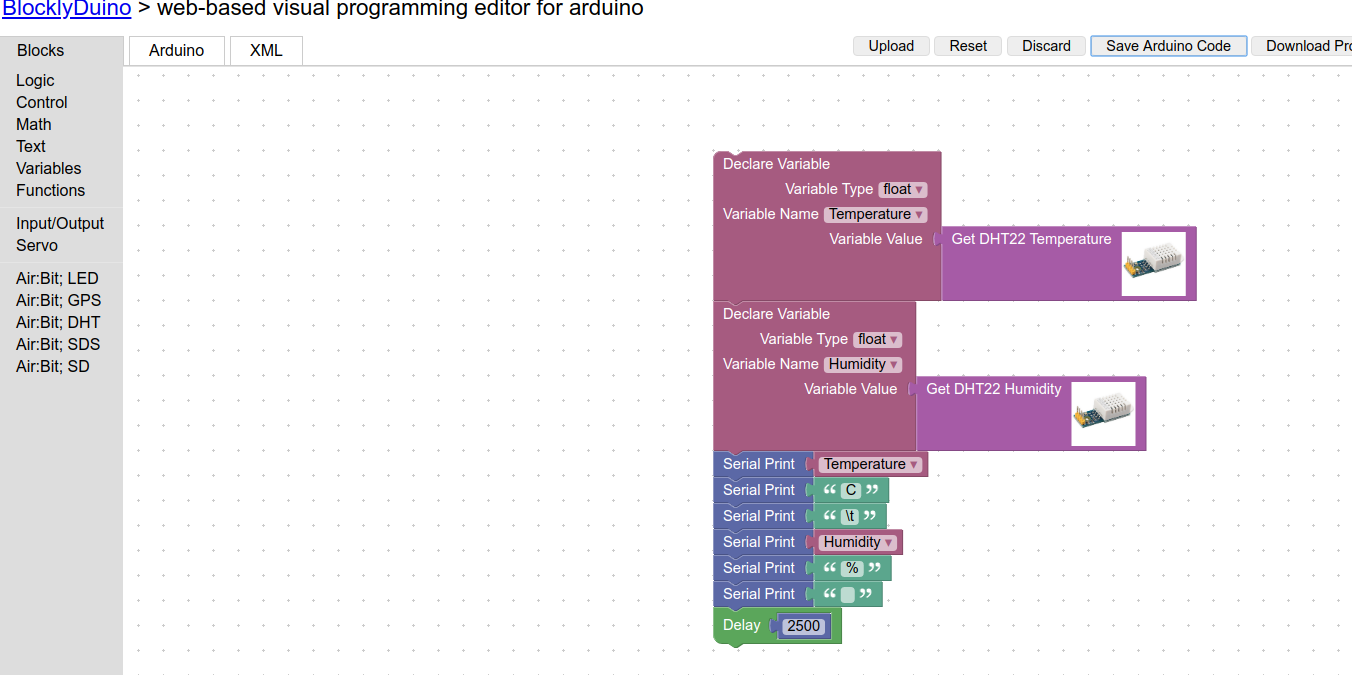 BlocklyDuino > web-based visual programming editor for arduino
Blocks
Arduino
XML
Upload
Reset
Discard
Save Arduino Code
Download Pro
Logic
Control
Math
Text
Variables
Functions
Input/Output
Servo
Air:Bit; LED
Air:Bit; GPS
Air:Bit; DHT
Air:Bit; SDS
Air:Bit; SD
Declare Variable
Variable Type float ▾
Variable Name Temperature ▾
Variable Value Get DHT22 Temperature
Declare Variable
Variable Type float ▾
Variable Name Humidity ▾
Variable Value Get DHT22 Humidity
Serial Print Temperature ▾
Serial Print “ C ”
Serial Print “ \t ”
Serial Print Humidity ▾
Serial Print “ % ”
Serial Print “ ”
Delay 2500